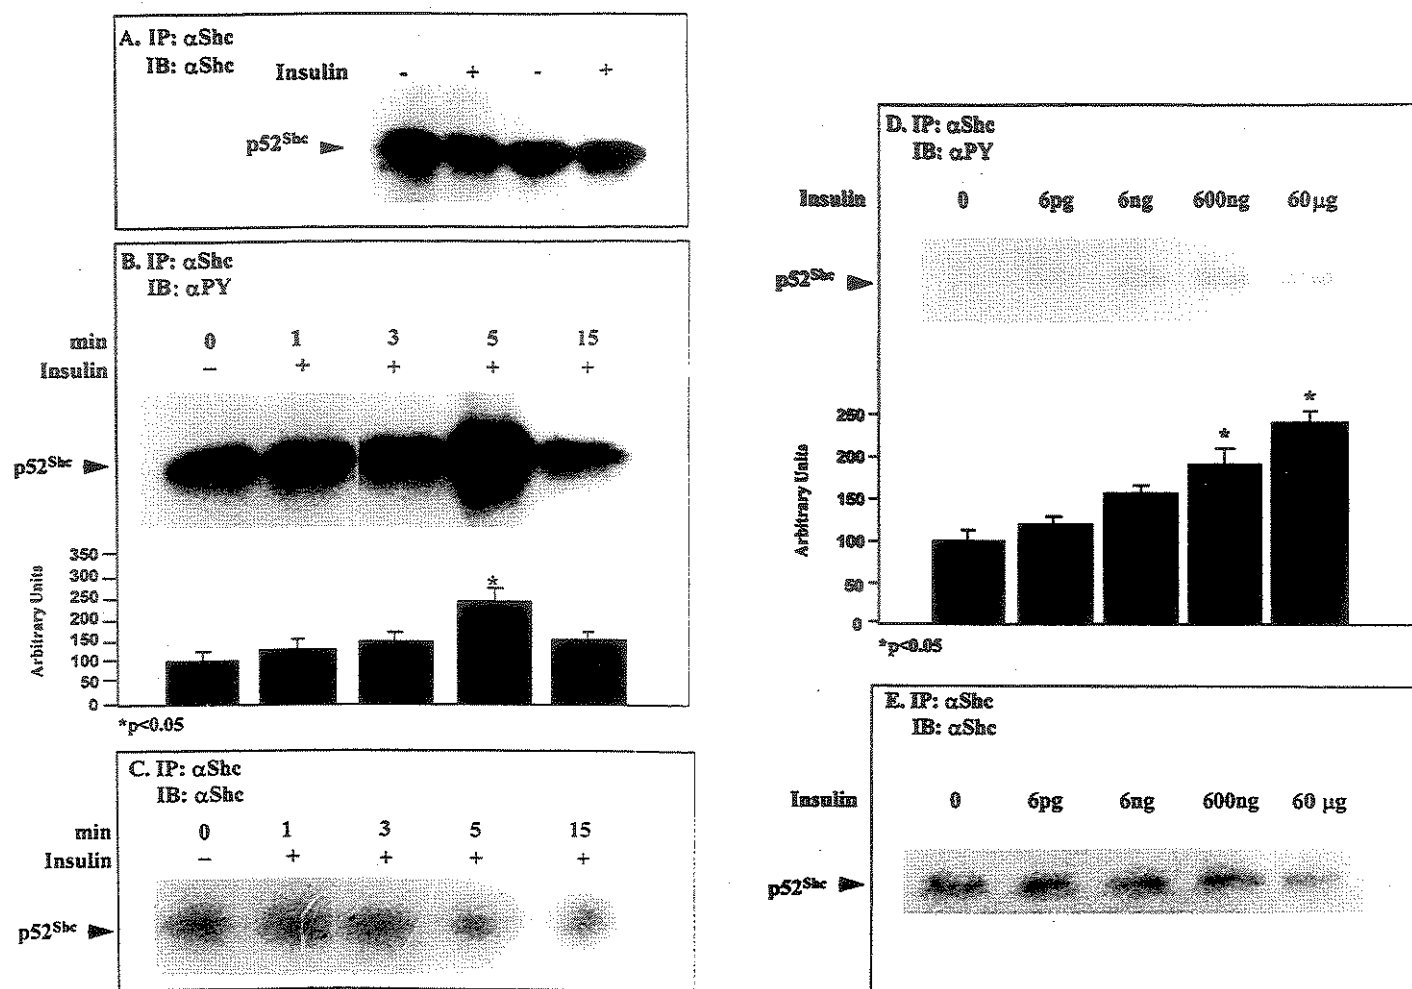 A. IP: αShc
IB: αShc
Insulin - + - +
p52Shc
B. IP: αShc
IB: αPY
min 0 1 3 5 15
Insulin – + + + +
p52Shc
350
300
250
200
150
100
50
0
Arbitrary Units
*
*p<0.05
C. IP: αShc
IB: αShc
min 0 1 3 5 15
Insulin – + + + +
p52Shc
D. IP: αShc
IB: αPY
Insulin 0 6pg 6ng 600ng 60µg
p52Shc
250
200
150
100
50
0
Arbitrary Units
* *
*p<0.05
E. IP: αShc
IB: αShc
Insulin 0 6pg 6ng 600ng 60 µg
p52Shc